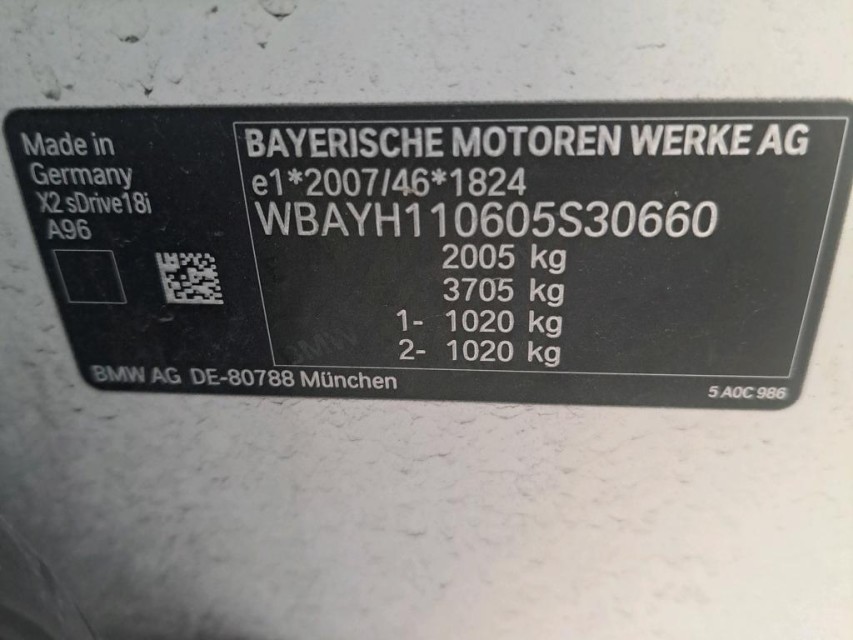 Made in
Germany
X2 sDrive18i
A96
BAYERISCHE MOTOREN WERKE AG
e1*2007/46*1824
WBAYH110605S30660
2005 kg
3705 kg
1- 1020 kg
2- 1020 kg
BMW AG DE-80788 München
5 A0C 986